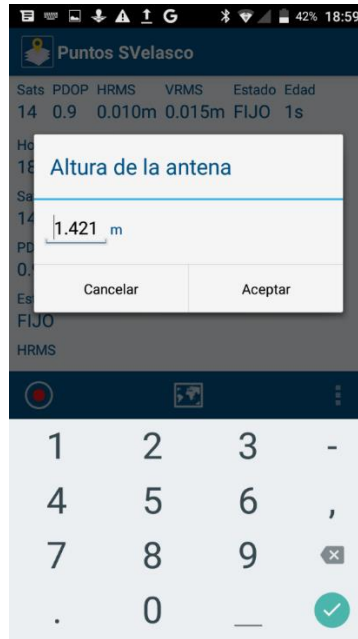 42% 18:59
Puntos SVelasco
Sats PDOP HRMS VRMS Estado Edad
14 0.9 0.010m 0.015m FIJO 1s
Altura de la antena
1.421 m
Cancelar Aceptar
FIJO
HRMS
1 2 3 -
4 5 6 ,
7 8 9
. 0 _